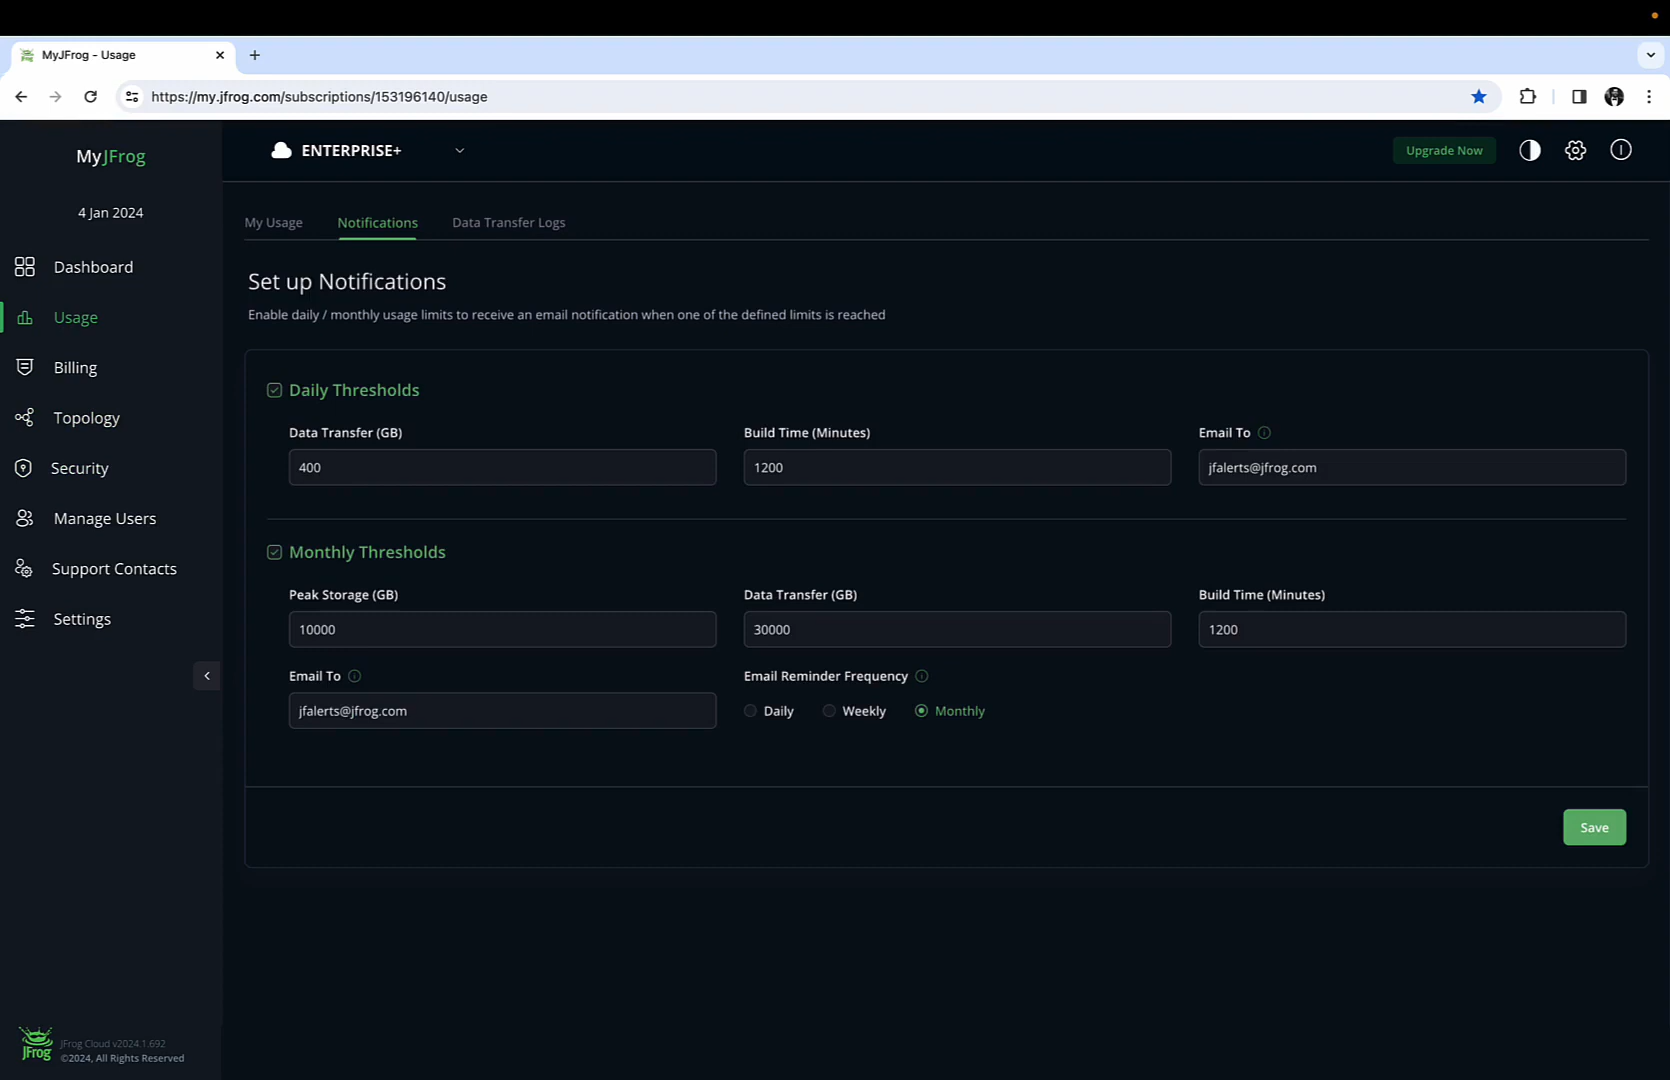 MyJFrog - Usage
https://my.jfrog.com/subscriptions/153196140/usage
MyJFrog
ENTERPRISE+
Upgrade Now
4 Jan 2024
My Usage Notifications Data Transfer Logs
Dashboard
Usage
Billing
Topology
Security
Manage Users
Support Contacts
Settings
Set up Notifications
Enable daily / monthly usage limits to receive an email notification when one of the defined limits is reached
Daily Thresholds
Data Transfer (GB) Build Time (Minutes) Email To
400 1200 jfalerts@jfrog.com
Monthly Thresholds
Peak Storage (GB) Data Transfer (GB) Build Time (Minutes)
10000 30000 1200
Email To Email Reminder Frequency
jfalerts@jfrog.com Daily Weekly Monthly
Save
JFrog
JFrog Cloud v2024.1.692
©2024, All Rights Reserved